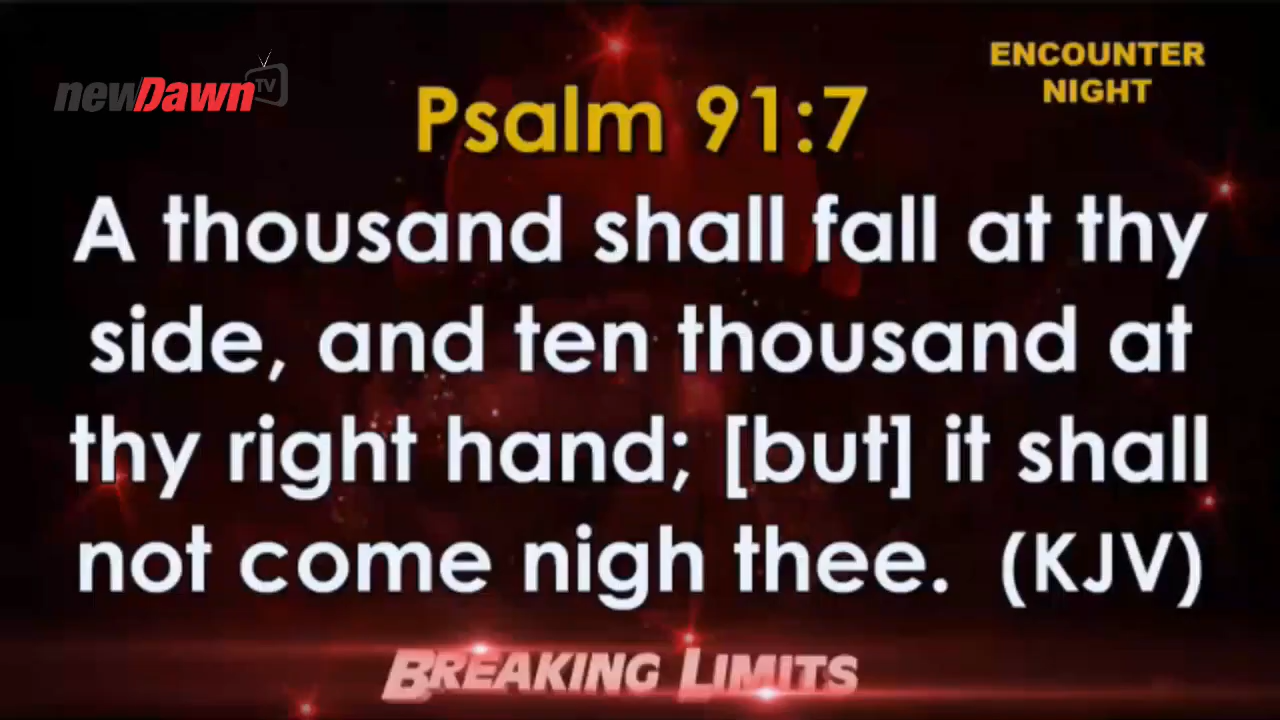 newDawn TV
ENCOUNTER
NIGHT
Psalm 91:7
A thousand shall fall at thy
side, and ten thousand at
thy right hand; [but] it shall
not come nigh thee. (KJV)
BREAKING LIMITS